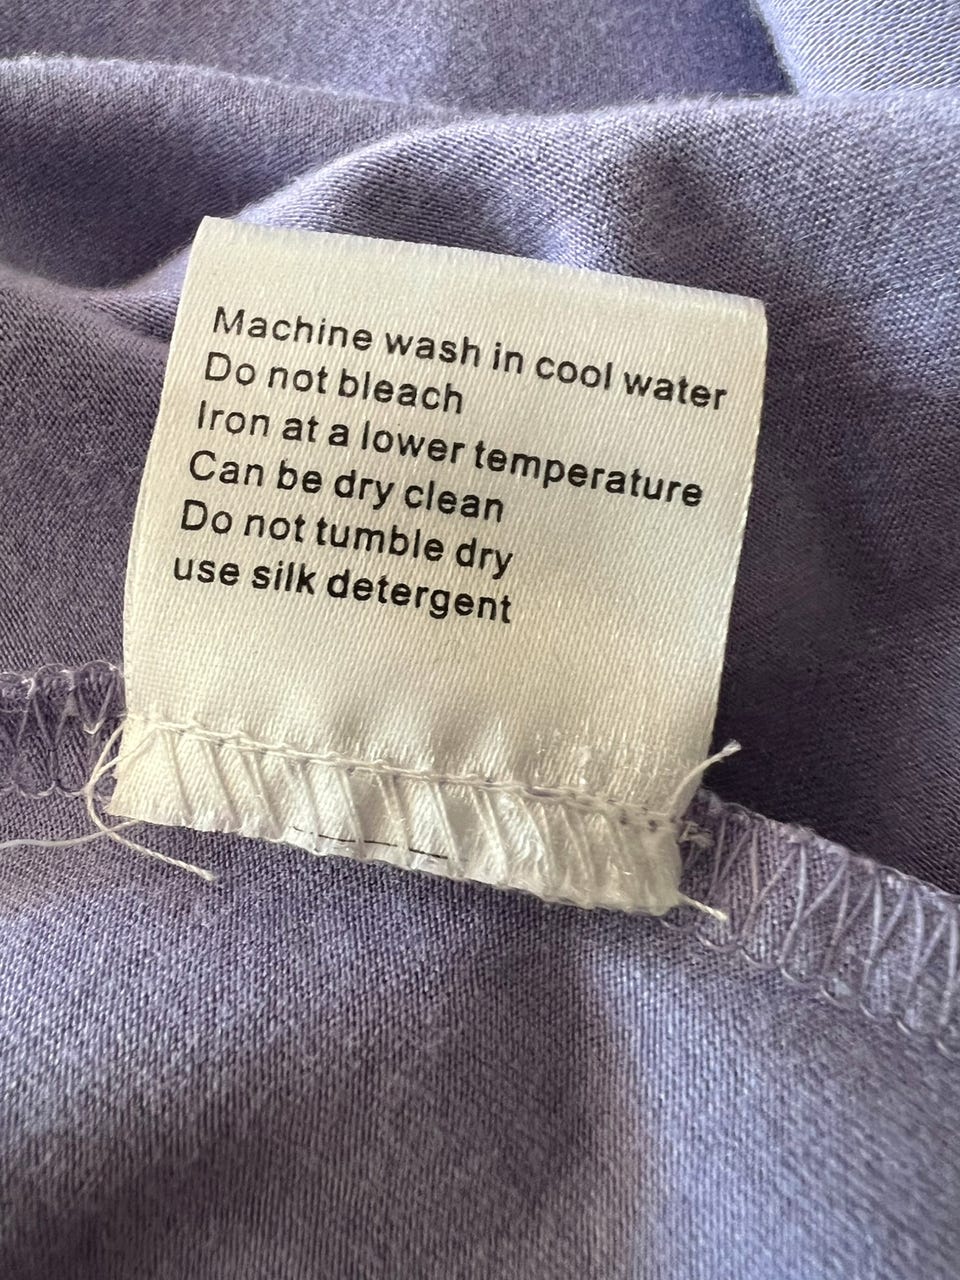 Machine wash in cool water
Do not bleach
Iron at a lower temperature
Can be dry clean
Do not tumble dry
use silk detergent